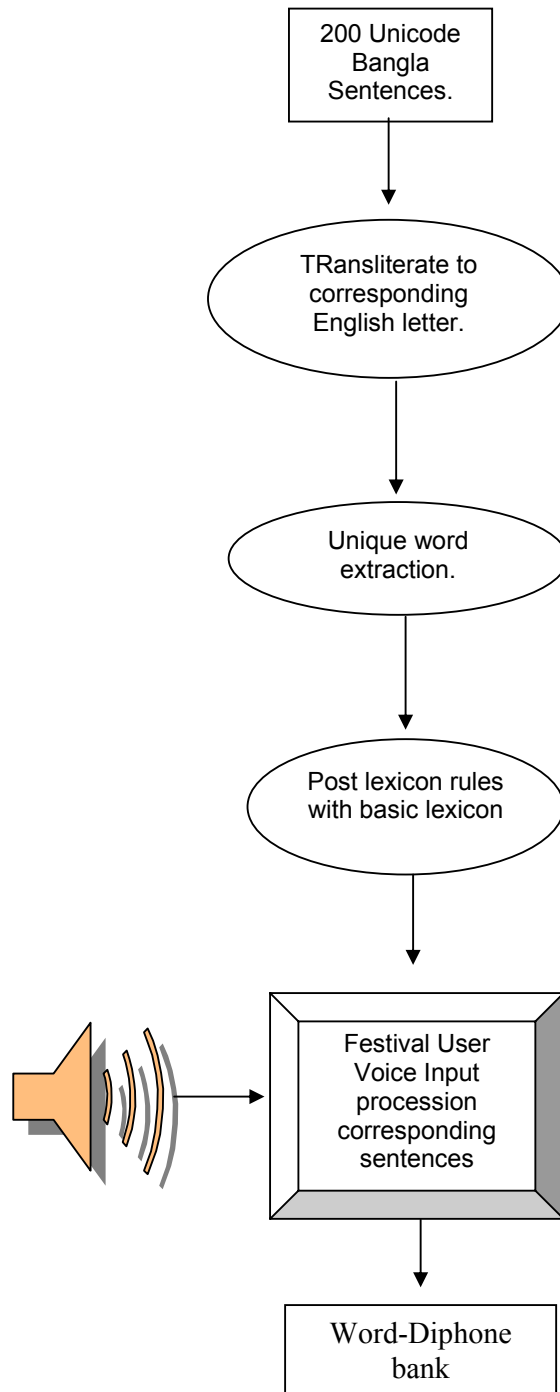 200 Unicode
Bangla
Sentences.
TRansliterate to
corresponding
English letter.
Unique word
extraction.
Post lexicon rules
with basic lexicon
Festival User
Voice Input
procession
corresponding
sentences
Word-Diphone
bank